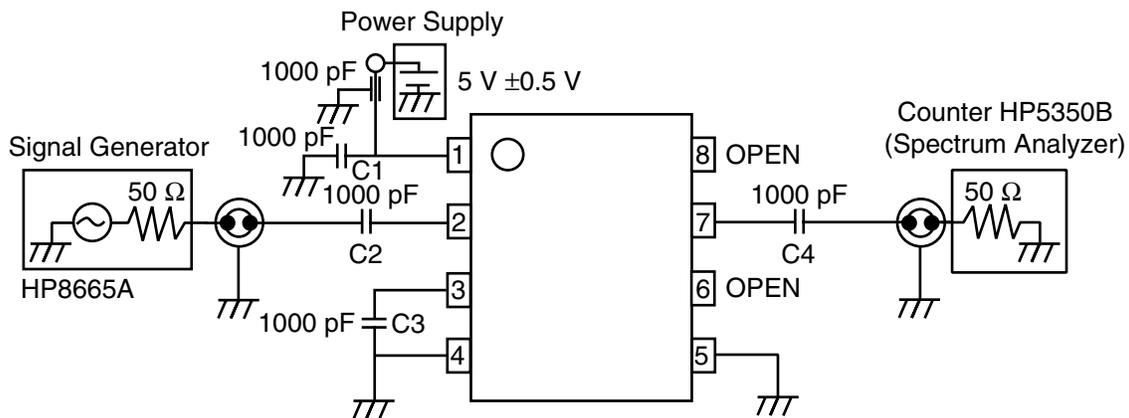 Power Supply
1000 pF
5 V ±0.5 V
Counter HP5350B
(Spectrum Analyzer)
1000 pF
Signal Generator
C1
1
8 OPEN
50 Ω
1000 pF
2
7
1000 pF
50 Ω
C2
C4
HP8665A
3
6 OPEN
1000 pF
C3
4
5